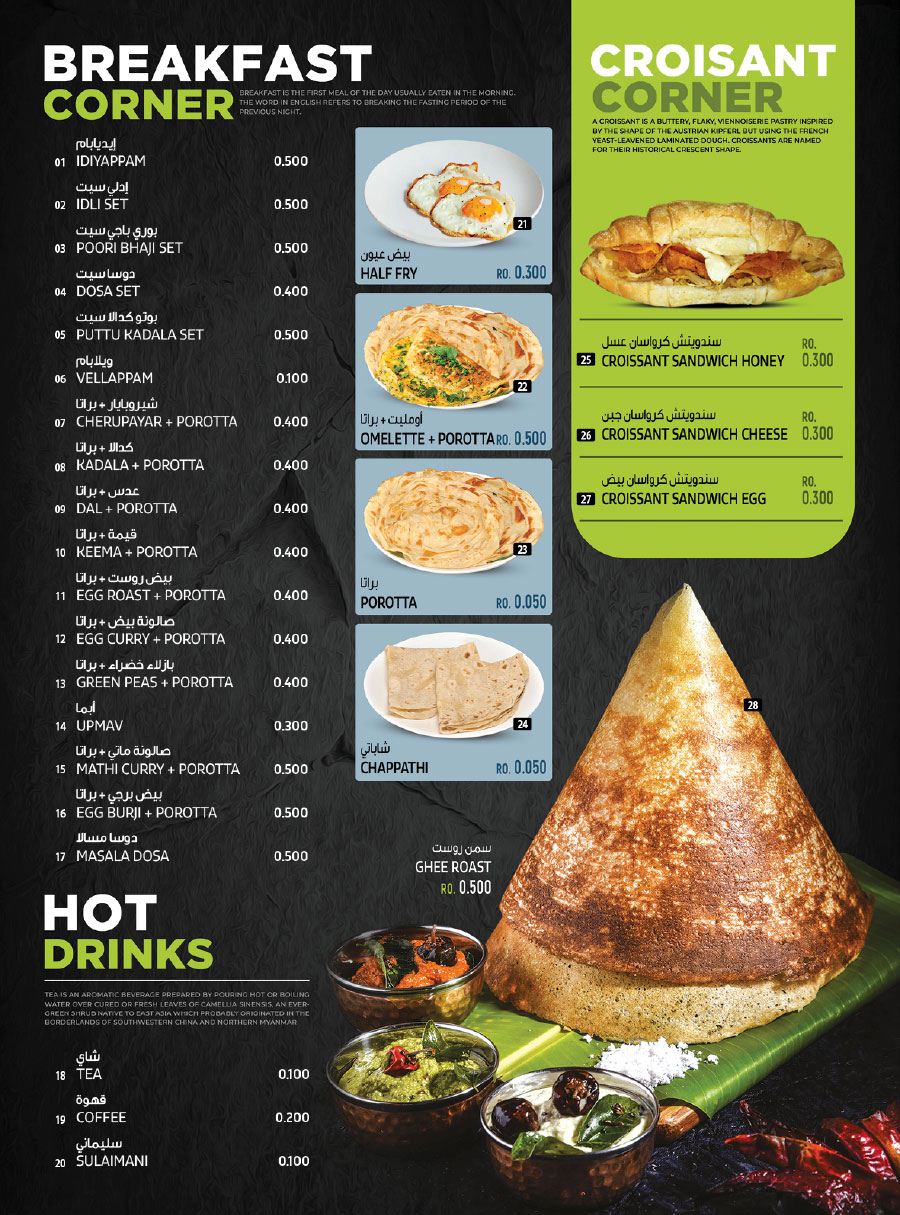 BREAKFAST
CORNER
BREAKFAST IS THE FIRST MEAL OF THE DAY USUALLY EATEN IN THE MORNING.
THE WORD IN ENGLISH REFERS TO BREAKING THE FASTING PERIOD OF THE
PREVIOUS NIGHT.
إيديابام
01 IDIYAPPAM 0.500
إدلي سيت
02 IDLI SET 0.500
بوري باجي سيت
03 POORI BHAJI SET 0.500
دوسا سيت
04 DOSA SET 0.400
بوتو كدالا سيت
05 PUTTU KADALA SET 0.500
ويلابام
06 VELLAPPAM 0.100
شيروبايار + براتا
07 CHERUPAYAR + POROTTA 0.400
كدالا + براتا
08 KADALA + POROTTA 0.400
عدس + براتا
09 DAL + POROTTA 0.400
قيمة + براتا
10 KEEMA + POROTTA 0.400
بيض روست + براتا
11 EGG ROAST + POROTTA 0.400
صالونة بيض + براتا
12 EGG CURRY + POROTTA 0.400
بازلاء خضراء + براتا
13 GREEN PEAS + POROTTA 0.400
أبما
14 UPMAV 0.300
صالونة ماتي + براتا
15 MATHI CURRY + POROTTA 0.500
بيض برجي + براتا
16 EGG BURJI + POROTTA 0.500
دوسا مسالا
17 MASALA DOSA 0.500
HOT
DRINKS
TEA IS AN AROMATIC BEVERAGE PREPARED BY POURING HOT OR BOILING
WATER OVER CURED OR FRESH LEAVES OF CAMELLIA SINENSIS, AN EVER-
GREEN SHRUB NATIVE TO EAST ASIA WHICH PROBABLY ORIGINATED IN THE
BORDERLANDS OF SOUTHWESTERN CHINA AND NORTHERN MYANMAR
شاي
18 TEA 0.100
قهوة
19 COFFEE 0.200
سليماني
20 SULAIMANI 0.100
21
بيض عيون
HALF FRY RO. 0.300
22
أومليت + براتا
OMELETTE + POROTTA RO. 0.500
23
براتا
POROTTA RO. 0.050
24
شاباتي
CHAPPATHI RO. 0.050
CROISANT
CORNER
A CROISSANT IS A BUTTERY, FLAKY, VIENNOISERIE PASTRY INSPIRED
BY THE SHAPE OF THE AUSTRIAN KIPFERL BUT USING THE FRENCH
YEAST-LEAVENED LAMINATED DOUGH. CROISSANTS ARE NAMED
FOR THEIR HISTORICAL CRESCENT SHAPE.
سندويتش كرواسان عسل
25 CROISSANT SANDWICH HONEY RO. 0.300
سندويتش كرواسان جبن
26 CROISSANT SANDWICH CHEESE RO. 0.300
سندويتش كرواسان بيض
27 CROISSANT SANDWICH EGG RO. 0.300
28
سمن روست
GHEE ROAST
RO. 0.500